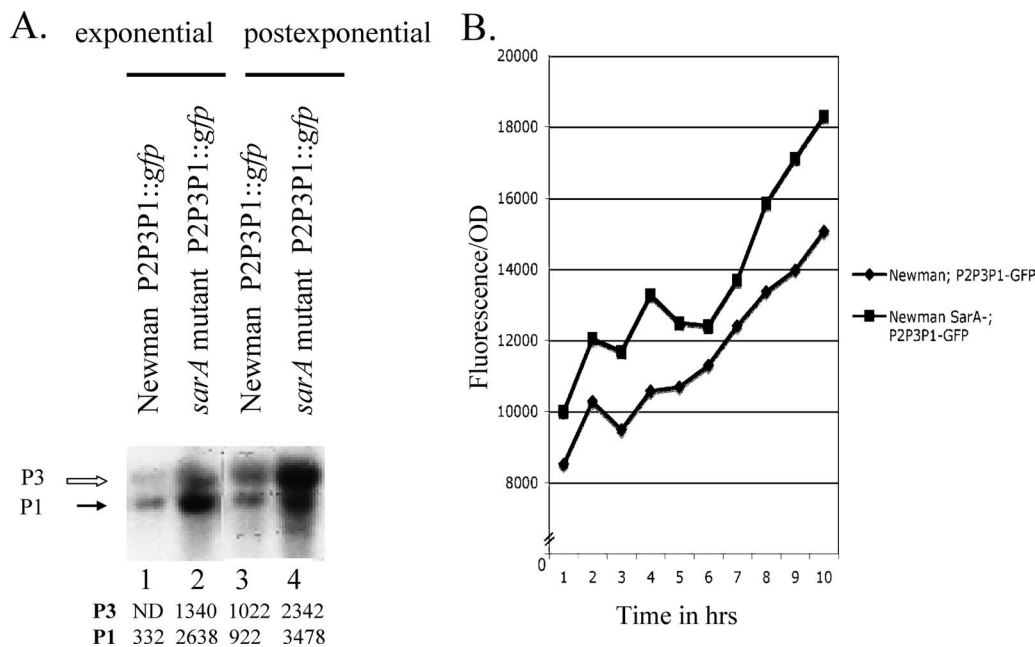 A.
exponential
postexponential
Newman P2P3P1::gfp
sarA mutant P2P3P1::gfp
Newman P2P3P1::gfp
sarA mutant P2P3P1::gfp
P3
P1
1 2 3 4
P3 ND 1340 1022 2342
P1 332 2638 922 3478
B.
20000
18000
16000
14000
12000
10000
8000
0
Fluorescence/OD
1 2 3 4 5 6 7 8 9 10
Time in hrs
Newman; P2P3P1-GFP
Newman SarA-;
P2P3P1-GFP